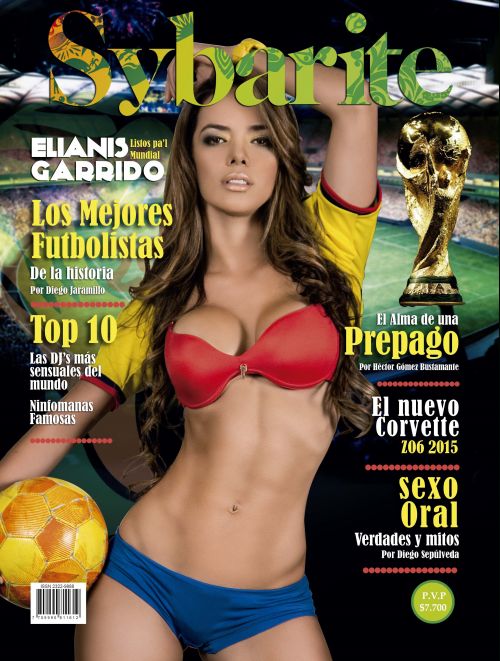 Sybarite
ELIANIS
GARRIDO
Listos pa'l
Mundial
Los Mejores
Futbolistas
De la historia
Por Diego Jaramillo
Top 10
Las DJ's más
sensuales del
mundo
Ninfomanas
Famosas
El Alma de una
Prepago
Por Héctor Gómez Bustamante
El nuevo
Corvette
Z06 2015
sexo
Oral
Verdades y mitos
Por Diego Sepúlveda
P.V.P
$7.700